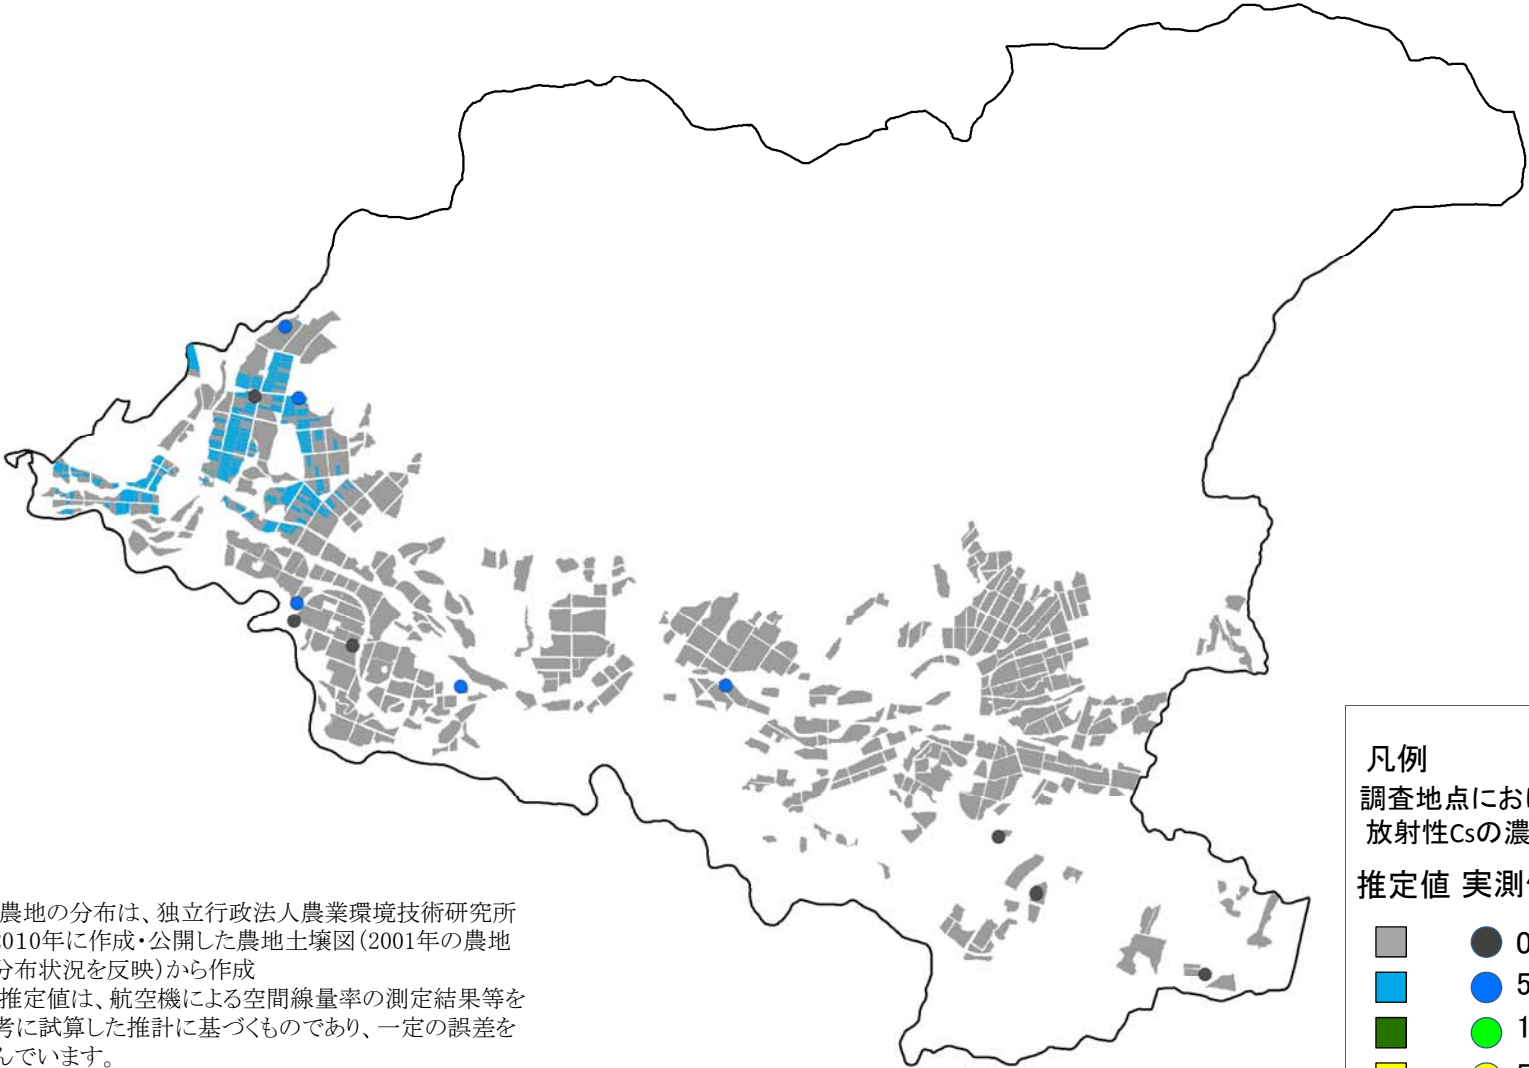 農地の分布は、独立行政法人農業環境技術研究所
2010年に作成・公開した農地土壌図（2001年の農地
分布状況を反映）から作成
推定値は、航空機による空間線量率の測定結果等を
考に試算した推計に基づくものであり、一定の誤差を
んでいます。
凡例
調査地点にお
放射性Csの濃
推定値 実測
0
5
1
5